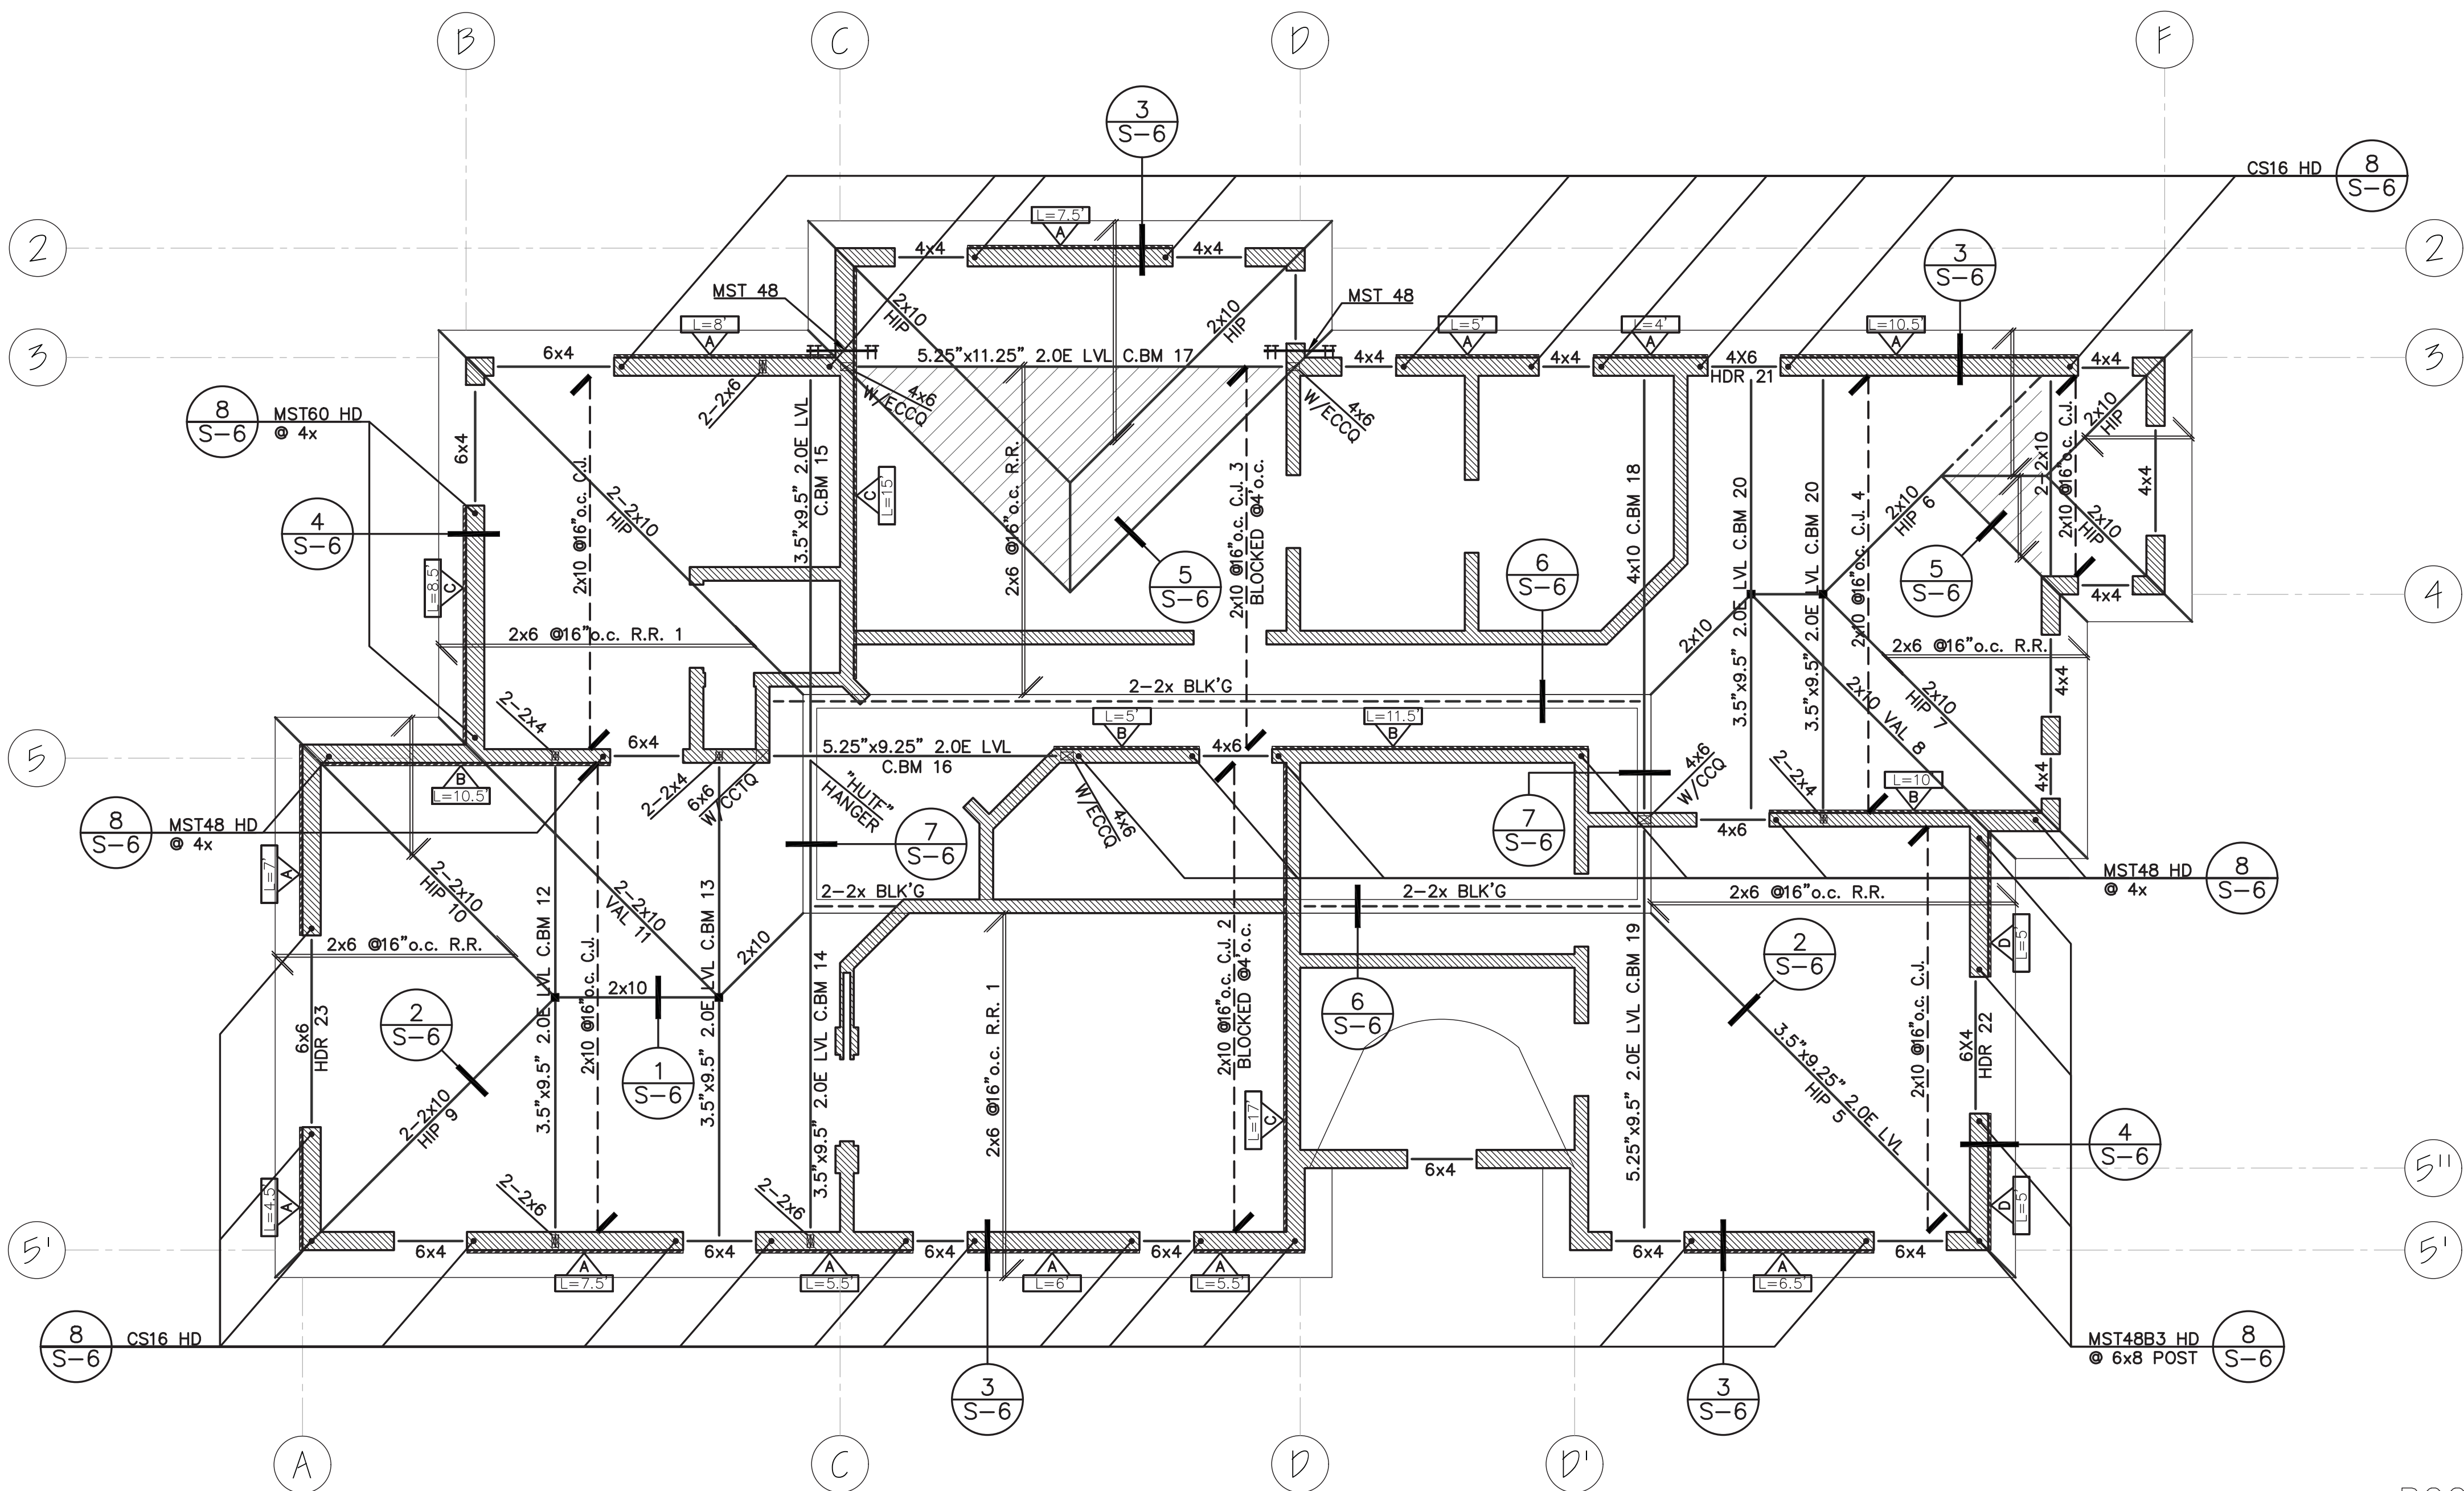 B
C
D
F
3
S-6
CS16 HD
8
S-6
L=7.5'
A
2
2
4x4
4x4
3
S-6
MST 48
MST 48
2x10
HIP
2x10
HIP
L=8'
A
L=5'
A
L=4'
A
L=10.5'
A
3
3
6x4
5.25"x11.25" 2.0E LVL C.BM 17
4x4
4x4
4X6
HDR 21
4x4
2-2x6
4x6
W/ECCQ
4x6
W/ECCQ
8
S-6
MST60 HD
@ 4x
6x4
3.5"x9.5" 2.0E LVL
C.BM 15
2x6 @16"o.c. R.R.
2x10 @16"o.c. C.J. 3
BLOCKED @4'o.c.
4x10 C.BM 18
3.5"x9.5" 2.0E LVL C.BM 20
3.5"x9.5" 2.0E LVL C.BM 20
2x10 @16"o.c. C.J. 4
2-2x10
2x10 @16"o.c. C.J.
2x10
HIP
4x4
4
S-6
2x10 @16"o.c. C.J.
2-2x10
HIP
C
L=15'
2x10
HIP 6
2x10
HIP
5
S-6
6
S-6
5
S-6
L=8.5'
C
4x4
4
4
2x6 @16"o.c. R.R. 1
2x10
2x6 @16"o.c. R.R.
2-2x BLK'G
2x10
HIP 7
2x10 VAL 8
4x4
2-2x4
L=5'
B
L=11.5'
B
5
5
6x4
5.25"x9.25" 2.0E LVL
C.BM 16
4x6
4x6
W/CCQ
2-2x4
4x4
B
L=10.5'
2-2x4
6x6
W/CCTQ
"HUTF"
HANGER
4x6
W/ECCQ
L=10'
B
8
S-6
MST48 HD
@ 4x
7
S-6
7
S-6
4x6
L=7'
A
2-2x10
HIP 10
2-2x10
VAL 11
2-2x BLK'G
2-2x BLK'G
2x6 @16"o.c. R.R.
MST48 HD
@ 4x
8
S-6
2x6 @16"o.c. R.R.
3.5"x9.5" 2.0E LVL C.BM 12
2x10 @16"o.c. C.J.
3.5"x9.5" 2.0E LVL C.BM 13
2x10
3.5"x9.5" 2.0E LVL C.BM 14
2x6 @16"o.c. R.R. 1
2x10 @16"o.c. C.J. 2
BLOCKED @4'o.c.
5.25"x9.5" 2.0E LVL C.BM 19
2
S-6
D
L=5'
2x10
6x6
HDR 23
2
S-6
1
S-6
6
S-6
2x10 @16"o.c. C.J.
6X4
HDR 22
2-2x10
HIP 9
L=17'
C
3.5"x9.25" 2.0E LVL
HIP 5
4
S-6
L=4.5'
A
2-2x6
2-2x6
6x4
D
L=5'
5''
5'
5'
6x4
6x4
6x4
6x4
6x4
6x4
A
L=7.5'
A
L=5.5'
A
L=6'
A
L=5.5'
A
L=6.5'
8
S-6
CS16 HD
3
S-6
3
S-6
MST48B3 HD
@ 6x8 POST
8
S-6
A
C
D
D'